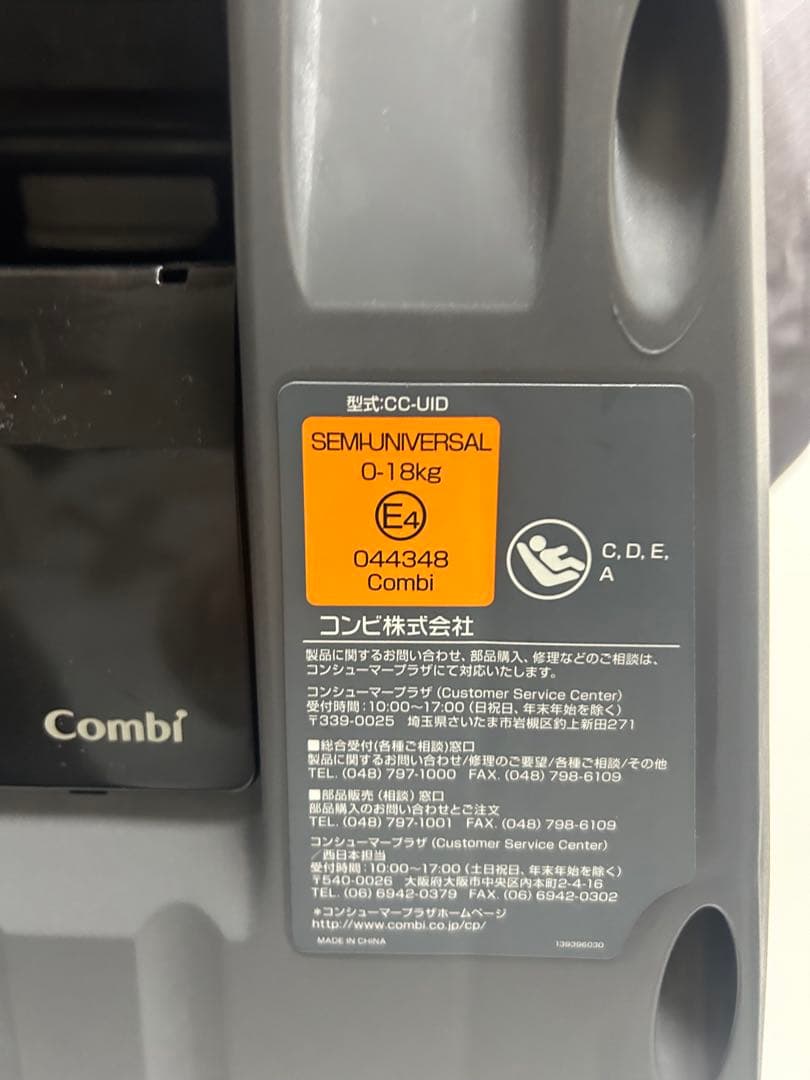 型式:CC-UID
SEMI-UNIVERSAL
0-18kg
E4
044348
Combi
C, D, E,
A
コンビ株式会社
製品に関するお問い合わせ、部品購入、修理などのご相談は、
コンシューマープラザにて対応いたします。
コンシューマープラザ (Customer Service Center)
受付時間:10:00〜17:00 (日祝日、年末年始を除く)
〒339-0025 埼玉県さいたま市岩槻区釣上新田271
■総合受付(各種ご相談)窓口
製品に関するお問い合わせ/修理のご要望/各種ご相談/その他
TEL. (048) 797-1000 FAX. (048) 798-6109
■部品販売 (相談) 窓口
部品購入のお問い合わせとご注文
TEL. (048) 797-1001 FAX. (048) 798-6109
コンシューマープラザ (Customer Service Center)
/西日本担当
受付時間:10:00〜17:00 (土日祝日、年末年始を除く)
〒540-0026 大阪府大阪市中央区内本町2-4-16
TEL. (06) 6942-0379 FAX. (06) 6942-0302
*コンシューマープラザホームページ
http://www.combi.co.jp/cp/
MADE IN CHINA 139396030
Combi